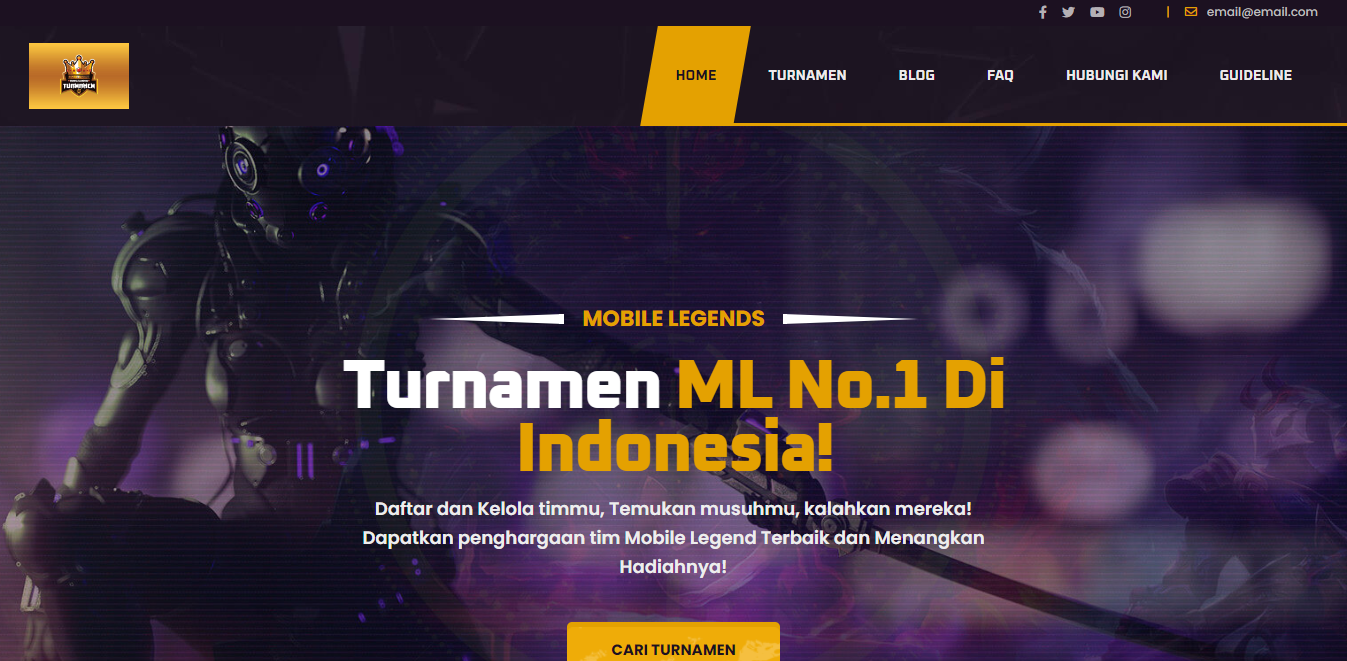 email@email.com
HOME
TURNAMEN
BLOG
FAQ
HUBUNGI KAMI
GUIDELINE
MOBILE LEGENDS
Turnamen ML No.1 Di
Indonesia!
Daftar dan Kelola timmu, Temukan musuhmu, kalahkan mereka!
Dapatkan penghargaan tim Mobile Legend Terbaik dan Menangkan
Hadiahnya!
CARI TURNAMEN